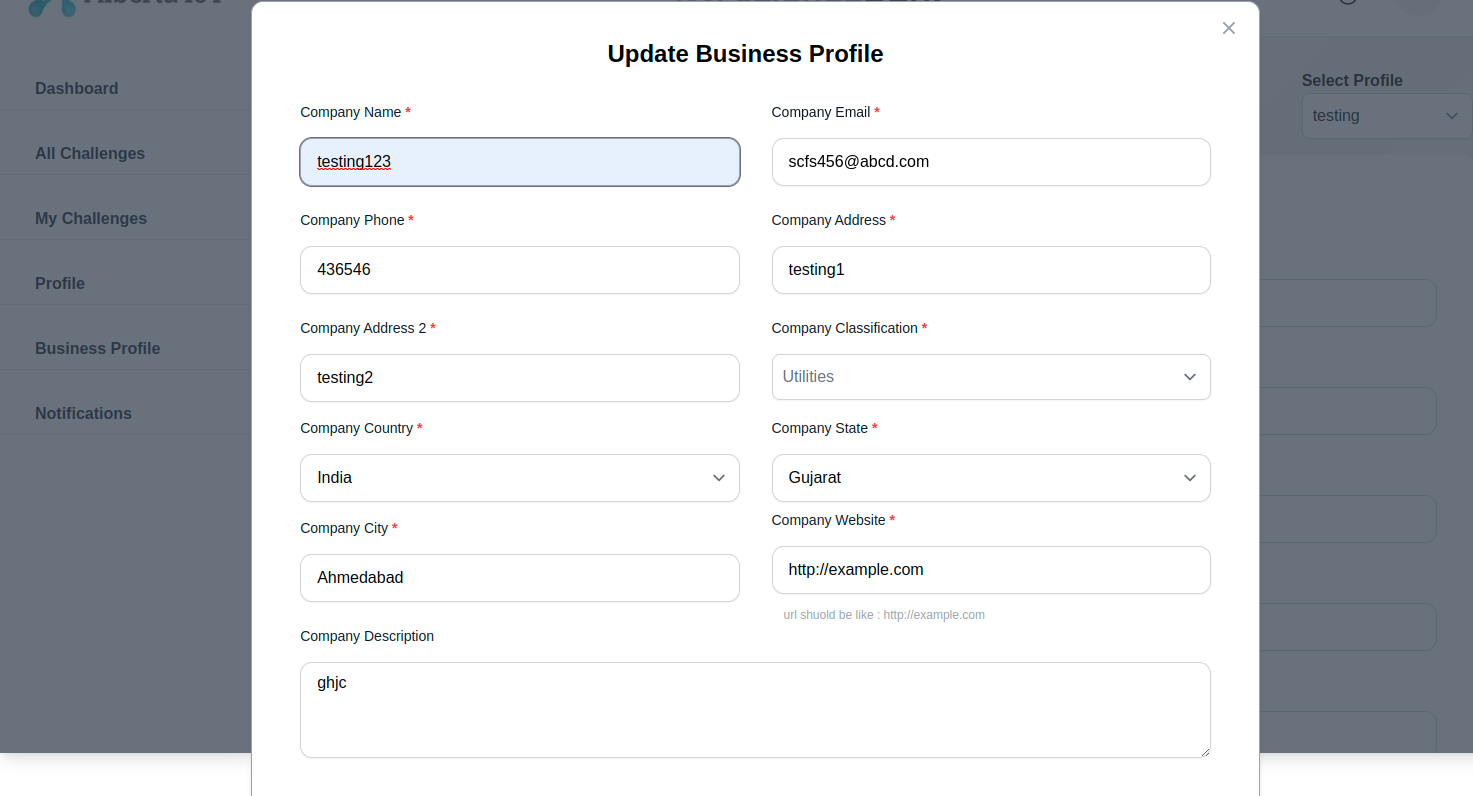 Update Business Profile
Dashboard
All Challenges
My Challenges
Profile
Business Profile
Notifications
Select Profile
testing
Company Name *
testing123
Company Email *
scfs456@abcd.com
Company Phone *
436546
Company Address *
testing1
Company Address 2 *
testing2
Company Classification *
Utilities
Company Country *
India
Company State *
Gujarat
Company City *
Ahmedabad
Company Website *
http://example.com
url shuold be like : http://example.com
Company Description
ghjc